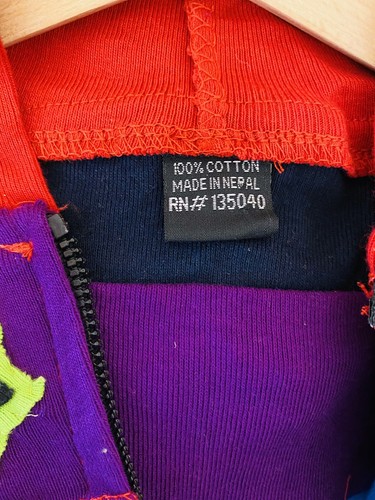 100% COTTON
MADE IN NEPAL
RN# 135040